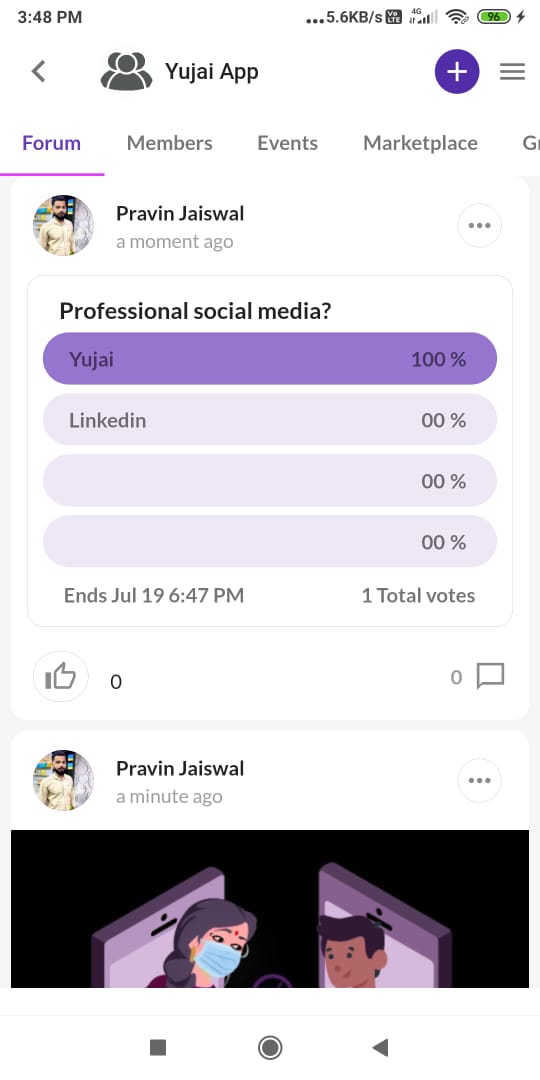 3:48 PM
...5.6KB/s Vo LTE 4G 96
Yujai App
Forum Members Events Marketplace G
Pravin Jaiswal
a moment ago
Professional social media?
Yujai 100 %
Linkedin 00 %
00 %
00 %
Ends Jul 19 6:47 PM 1 Total votes
0 0
Pravin Jaiswal
a minute ago